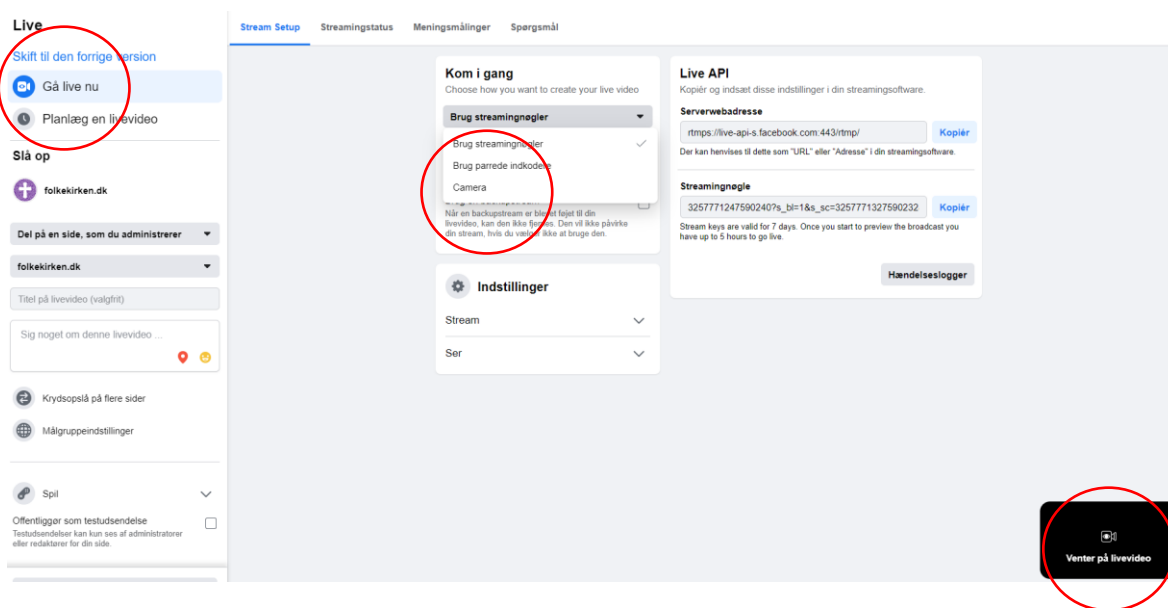 Live
Skift til den forrige version
Gå live nu
Planlæg en livevideo
Slå op
folkekirken.dk
Del på en side, som du administrerer
folkekirken.dk
Titel på livevideo (valgfrit)
Sig noget om denne livevideo ...
Krydsopslå på flere sider
Målgruppeindstillinger
Spil
Offentliggør som testudsendelse
Testudsendelser kan kun ses af administratorer
eller redaktører for din side.
Stream Setup Streamingstatus Meningsmålinger Spørgsmål
Kom i gang
Choose how you want to create your live video
Brug streamingnøgler
Brug streamingnøgler
Brug parrede indkodere
Camera
Når en backupstream er blevet føjet til din
livevideo, kan den ikke fjernes. Den vil ikke påvirke
din stream, hvis du vælger ikke at bruge den.
Indstillinger
Stream
Ser
Live API
Kopiér og indsæt disse indstillinger i din streamingsoftware.
Serverwebadresse
rtmps://live-api-s.facebook.com:443/rtmp/ Kopiér
Der kan henvises til dette som "URL" eller "Adresse" i din streamingsoftware.
Streamingnøgle
3257771247590240?s_bl=1&s_sc=3257771327590232 Kopiér
Stream keys are valid for 7 days. Once you start to preview the broadcast you
have up to 5 hours to go live.
Hændelseslogger
Venter på livevideo